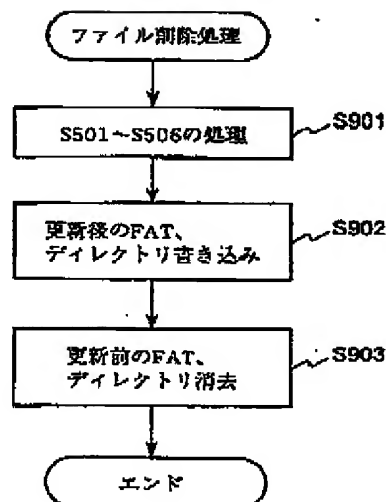 ファイル削除処理
S501～S506の処理
S901
更新後のFAT、
ディレクトリ書き込み
S902
更新前のFAT、
ディレクトリ消去
S903
エンド